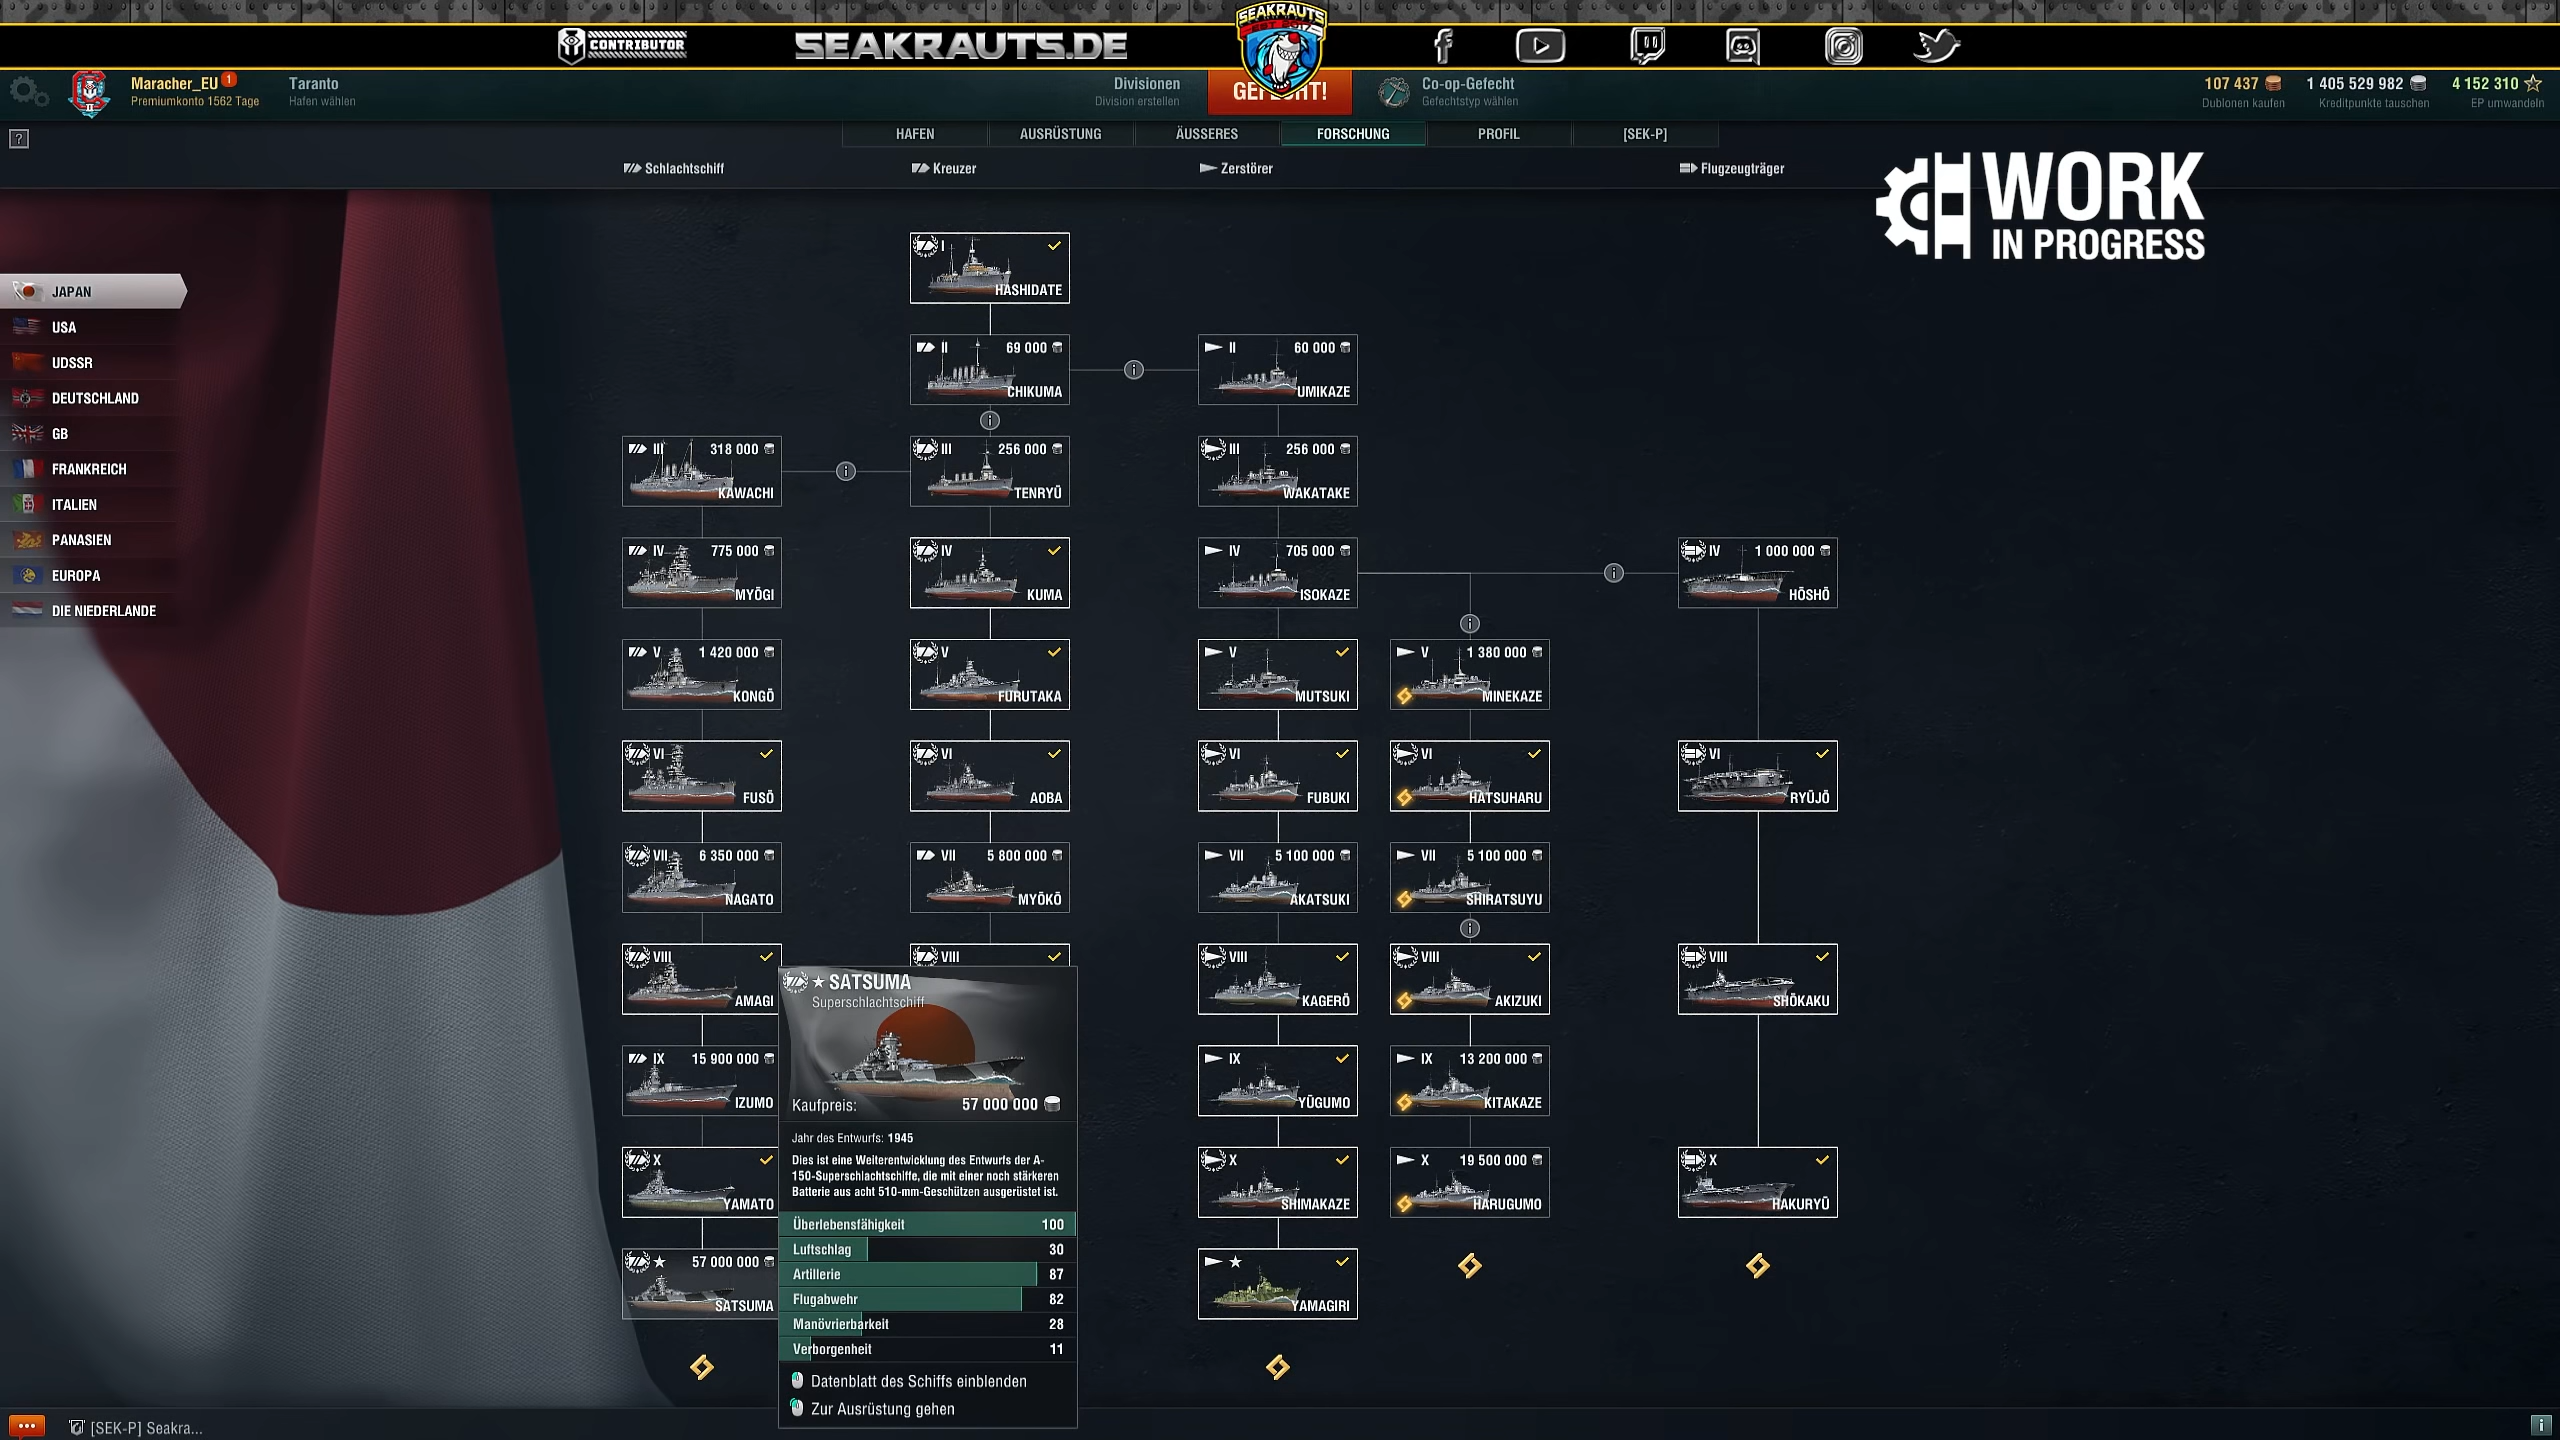 CONTRIBUTOR
SEAKRAUTS.DE
SEAKRAUTS
Maracher_EU 1
Premiumkonto 1562 Tage
Taranto
Hafen wählen
Divisionen
Division erstellen
Co-op-Gefecht
Gefechtstyp wählen
107 437
Dublonen kaufen
1 405 529 982
Kreditpunkte tauschen
4 152 310
EP umwandeln
?
HAFEN
AUSRÜSTUNG
ÄUSSERES
FORSCHUNG
PROFIL
[SEK-P]
Schlachtschiff
Kreuzer
Zerstörer
Flugzeugträger
WORK
IN PROGRESS
JAPAN
USA
UDSSR
DEUTSCHLAND
GB
FRANKREICH
ITALIEN
PANASIEN
EUROPA
DIE NIEDERLANDE
I
HASHIDATE
II 69 000
CHIKUMA
II 60 000
UMIKAZE
III 318 000
KAWACHI
III 256 000
TENRYŪ
III 256 000
WAKATAKE
IV 775 000
MYŌGI
IV
KUMA
IV 705 000
ISOKAZE
IV 1 000 000
HŌSHŌ
V 1 420 000
KONGŌ
V
FURUTAKA
V
MUTSUKI
V 1 380 000
MINEKAZE
VI
FUSŌ
VI
AOBA
VI
FUBUKI
VI
HATSUHARU
VI
RYŪJŌ
VII 6 350 000
NAGATO
VII 5 800 000
MYŌKŌ
VII 5 100 000
AKATSUKI
VII 5 100 000
SHIRATSUYU
VIII
AMAGI
VIII
VIII
KAGERŌ
VIII
AKIZUKI
VIII
SHŌKAKU
IX 15 900 000
IZUMO
IX
YŪGUMO
IX 13 200 000
KITAKAZE
X
YAMATO
X
SHIMAKAZE
X 19 500 000
HARUGUMO
X
HAKURYŪ
★ 57 000 000
SATSUMA
★
YAMAGIRI
★ SATSUMA
Superschlachtschiff
Kaufpreis: 57 000 000
Jahr des Entwurfs: 1945
Dies ist eine Weiterentwicklung des Entwurfs der A-
150-Superschlachtschiffe, die mit einer noch stärkeren
Batterie aus acht 510-mm-Geschützen ausgerüstet ist.
Überlebensfähigkeit 100
Luftschlag 30
Artillerie 87
Flugabwehr 82
Manövrierbarkeit 28
Verborgenheit 11
Datenblatt des Schiffs einblenden
Zur Ausrüstung gehen
[SEK-P] Seakra...